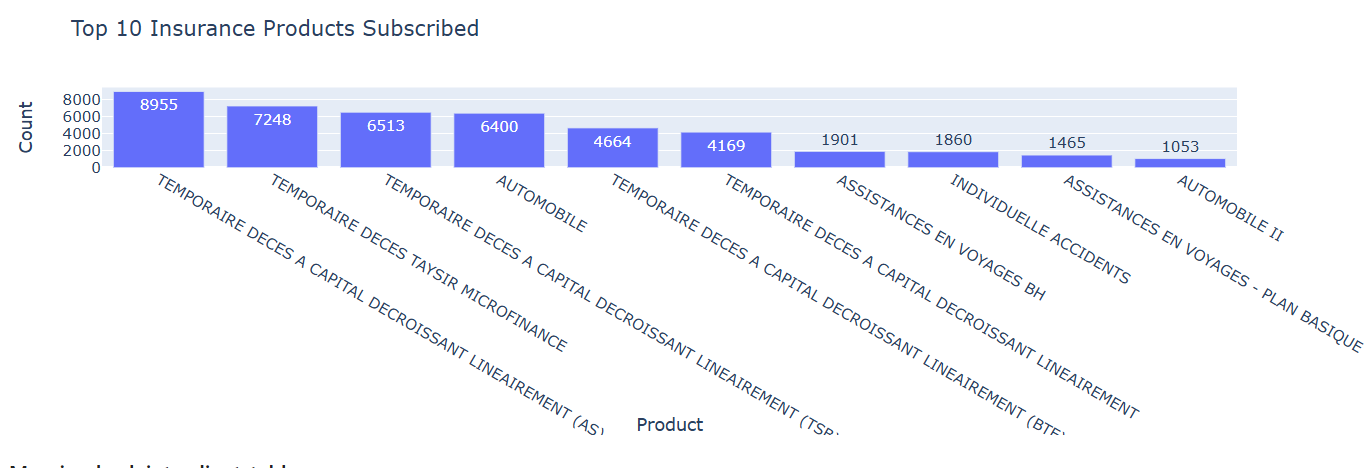 Top 10 Insurance Products Subscribed
Count
8000
6000
4000
2000
0
8955
7248
6513
6400
4664
4169
1901
1860
1465
1053
TEMPORAIRE DECES A CAPITAL DECROISSANT LINEAIREMENT (AS)
TEMPORAIRE DECES TAYSIR MICROFINANCE
TEMPORAIRE DECES A CAPITAL DECROISSANT LINEAIREMENT (TSB)
AUTOMOBILE
TEMPORAIRE DECES A CAPITAL DECROISSANT LINEAIREMENT (BTE)
TEMPORAIRE DECES A CAPITAL DECROISSANT LINEAIREMENT
ASSISTANCES EN VOYAGES BH
INDIVIDUELLE ACCIDENTS
ASSISTANCES EN VOYAGES - PLAN BASIQUE
AUTOMOBILE II
Product